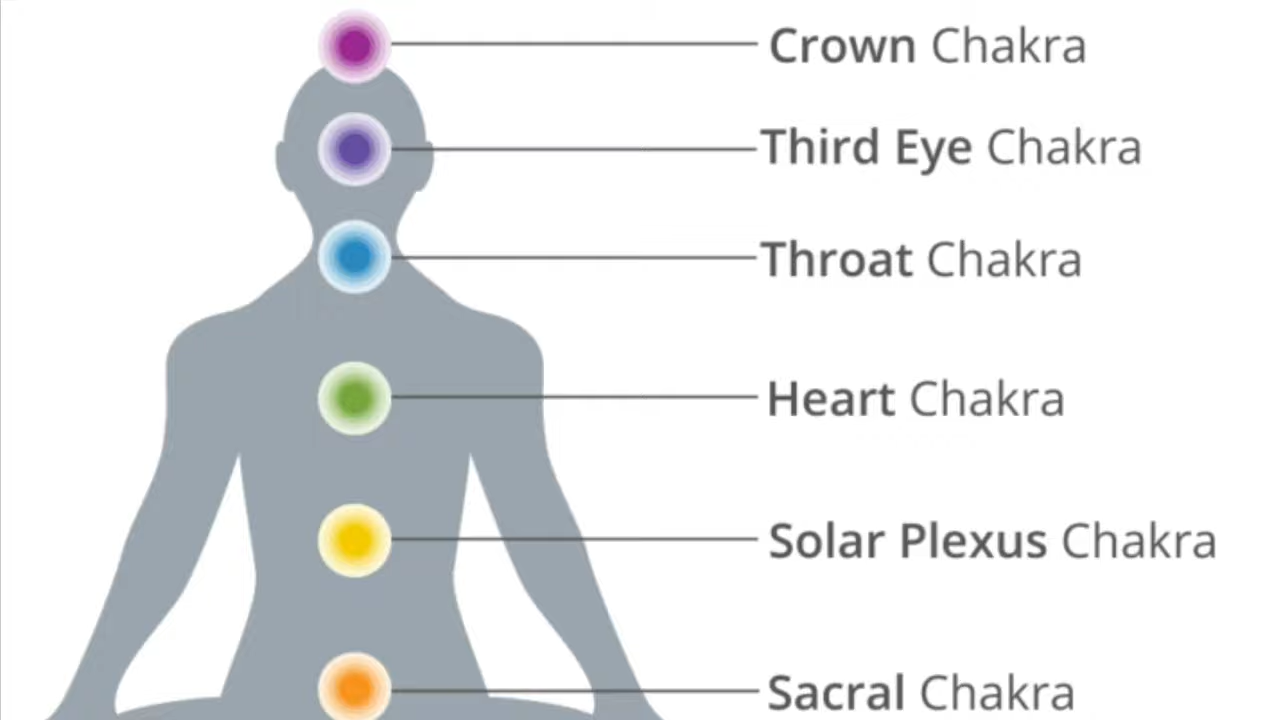 Crown Chakra
Third Eye Chakra
Throat Chakra
Heart Chakra
Solar Plexus Chakra
Sacral Chakra